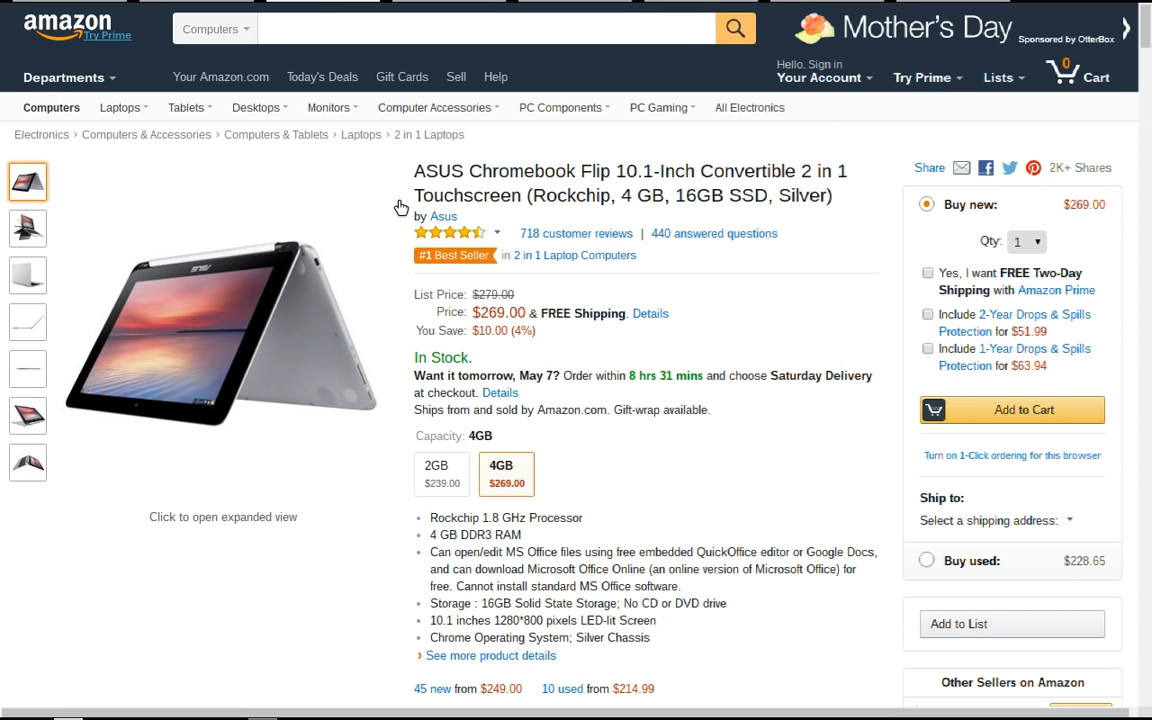 amazon
Try Prime
Computers
Mother's Day
Sponsored by OtterBox
Departments
Your Amazon.com Today's Deals Gift Cards Sell Help
Hello. Sign in
Your Account
Try Prime
Lists
0
Cart
Computers Laptops Tablets Desktops Monitors Computer Accessories PC Components PC Gaming All Electronics
Electronics › Computers & Accessories › Computers & Tablets › Laptops › 2 in 1 Laptops
ASUS Chromebook Flip 10.1-Inch Convertible 2 in 1
Touchscreen (Rockchip, 4 GB, 16GB SSD, Silver)
by Asus
718 customer reviews | 440 answered questions
#1 Best Seller in 2 in 1 Laptop Computers
List Price: $279.00
Price: $269.00 & FREE Shipping. Details
You Save: $10.00 (4%)
In Stock.
Want it tomorrow, May 7? Order within 8 hrs 31 mins and choose Saturday Delivery
at checkout. Details
Ships from and sold by Amazon.com. Gift-wrap available.
Capacity: 4GB
2GB 4GB
$239.00 $269.00
• Rockchip 1.8 GHz Processor
• 4 GB DDR3 RAM
• Can open/edit MS Office files using free embedded QuickOffice editor or Google Docs,
and can download Microsoft Office Online (an online version of Microsoft Office) for
free. Cannot install standard MS Office software.
• Storage : 16GB Solid State Storage; No CD or DVD drive
• 10.1 inches 1280*800 pixels LED-lit Screen
• Chrome Operating System; Silver Chassis
› See more product details
45 new from $249.00 10 used from $214.99
ASUS
Click to open expanded view
Share 2K+ Shares
Buy new: $269.00
Qty: 1
Yes, I want FREE Two-Day
Shipping with Amazon Prime
Include 2-Year Drops & Spills
Protection for $51.99
Include 1-Year Drops & Spills
Protection for $63.94
Add to Cart
Turn on 1-Click ordering for this browser
Ship to:
Select a shipping address:
Buy used: $228.65
Add to List
Other Sellers on Amazon